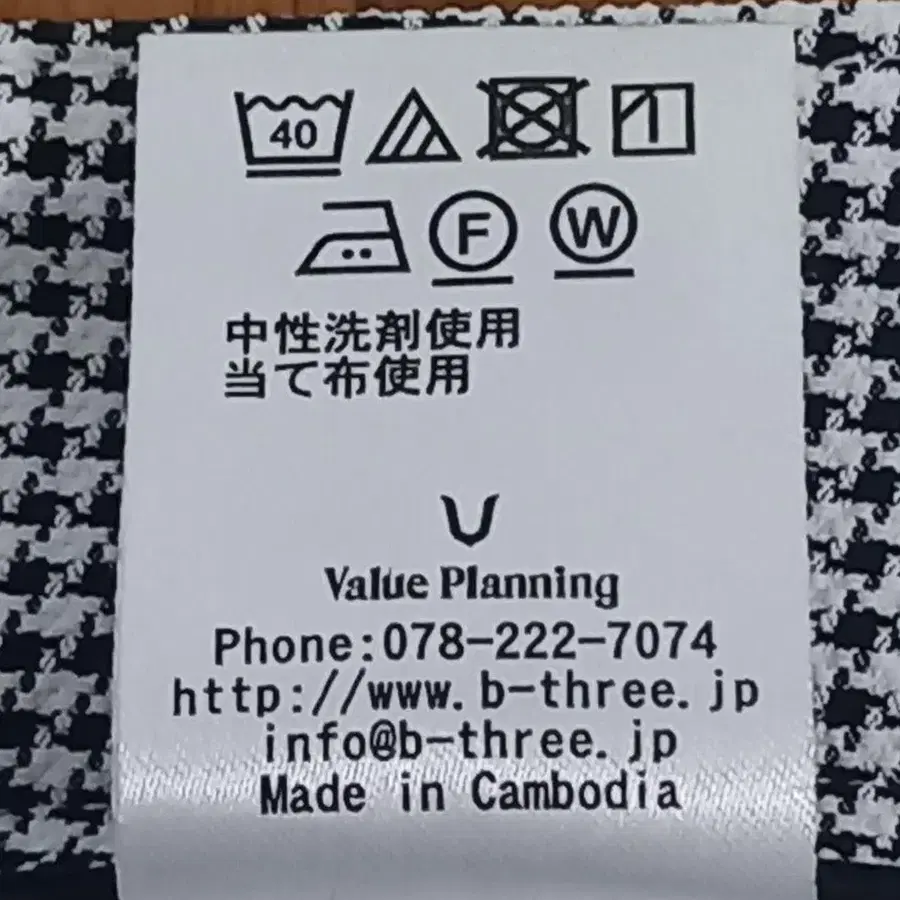 40
F W
中性洗剤使用
当て布使用
Value Planning
Phone:078-222-7074
http://www.b-three.jp
info@b-three.jp
Made in Cambodia